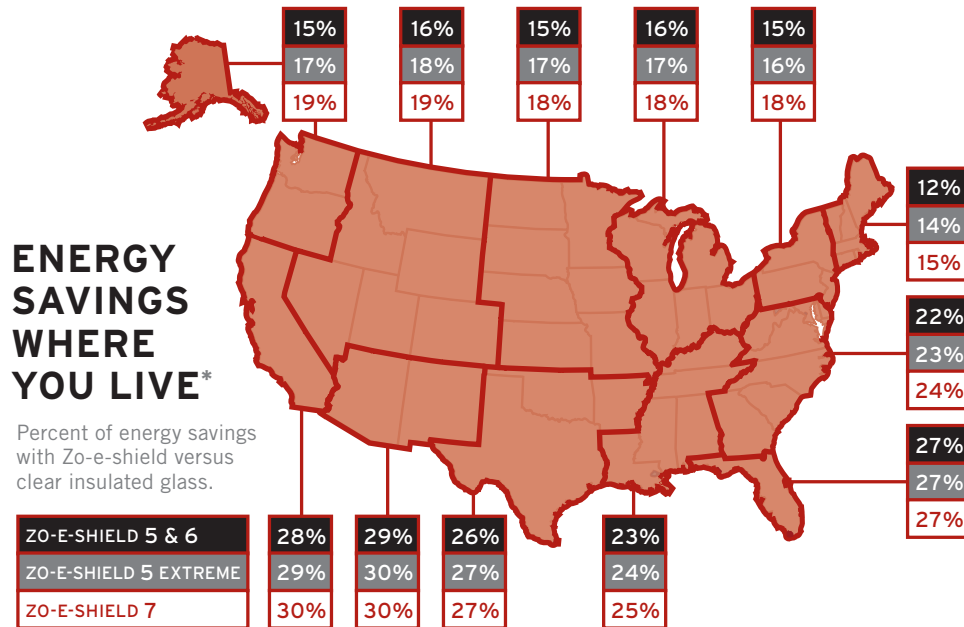 15% 16% 15% 16% 15%
17% 18% 17% 17% 16%
19% 19% 18% 18% 18%
12%
14%
15%
ENERGY
SAVINGS
WHERE
YOU LIVE*
Percent of energy savings
with Zo-e-shield versus
clear insulated glass.
22%
23%
24%
27%
27%
27%
ZO-E-SHIELD 5 & 6 28% 29% 26% 23%
ZO-E-SHIELD 5 EXTREME 29% 30% 27% 24%
ZO-E-SHIELD 7 30% 30% 27% 25%